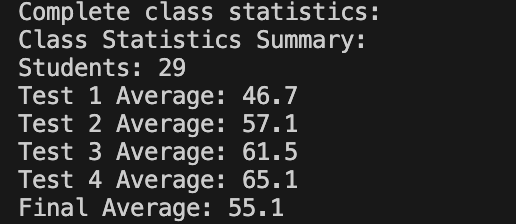 Complete class statistics:
Class Statistics Summary:
Students: 29
Test 1 Average: 46.7
Test 2 Average: 57.1
Test 3 Average: 61.5
Test 4 Average: 65.1
Final Average: 55.1